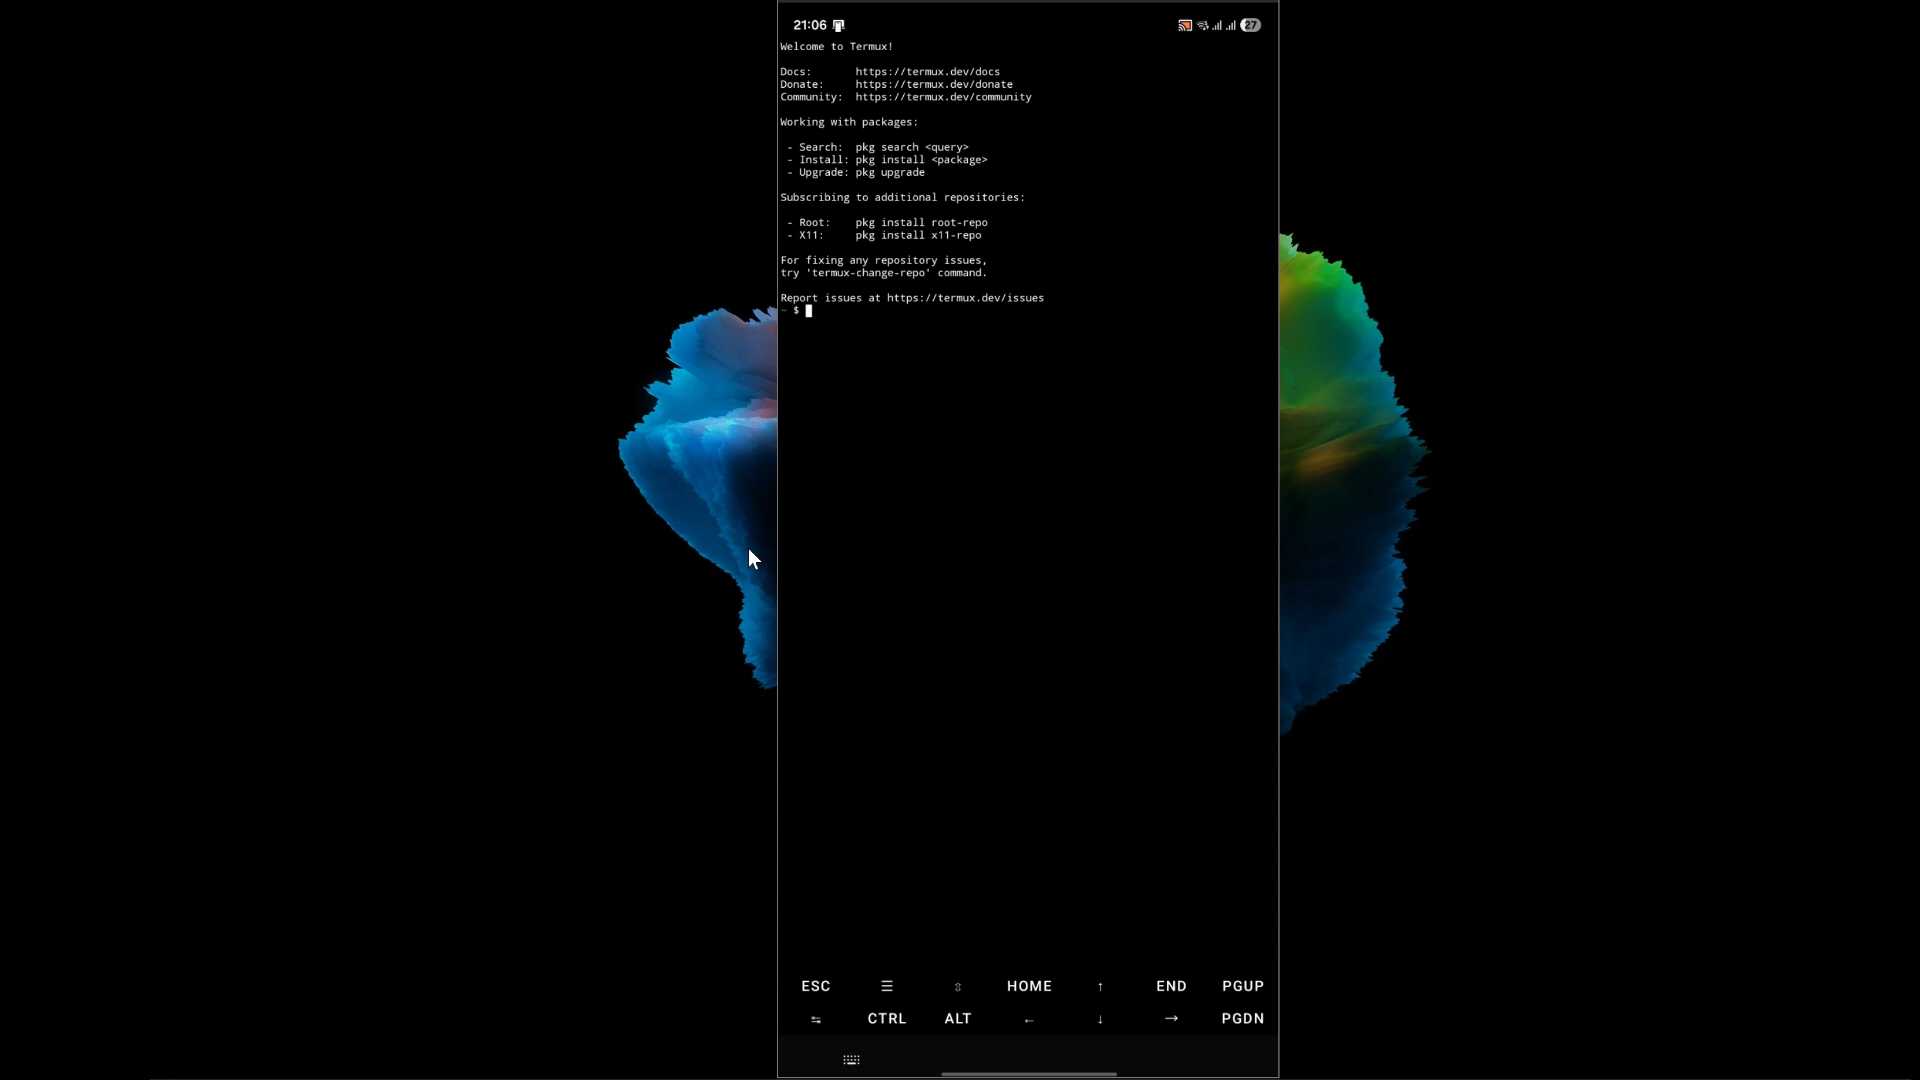 21:06
27
Welcome to Termux!
Docs: https://termux.dev/docs
Donate: https://termux.dev/donate
Community: https://termux.dev/community
Working with packages:
- Search: pkg search <query>
- Install: pkg install <package>
- Upgrade: pkg upgrade
Subscribing to additional repositories:
- Root: pkg install root-repo
- X11: pkg install x11-repo
For fixing any repository issues,
try 'termux-change-repo' command.
Report issues at https://termux.dev/issues
~ $
ESC ☰ ⇳ HOME ↑ END PGUP
↹ CTRL ALT ← ↓ → PGDN